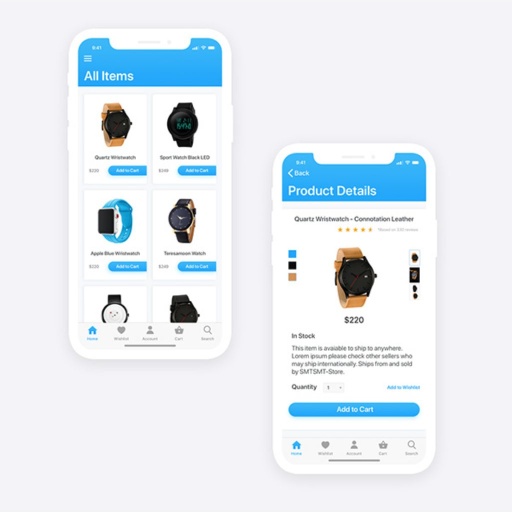 9:41
All Items
Quartz Wristwatch
Sport Watch Black LED
$220
Add to Cart
$249
Add to Cart
Apple Blue Wristwatch
Teresamoon Watch
Add to Cart
Add to Cart
Home
Wishlist
Account
Cart
Search
9:41
Back
Product Details
Quartz Wristwatch - Connotation Leather
$220
In Stock
This item is avaiable to ship to anywhere.
Lorem ipsum please check other sellers who
may ship internationally. Ships from and sold
by SMTSMT-Store.
Quantity
1
Add to Wishlist
Add to Cart
Home
Wishlist
Account
Cart
Search